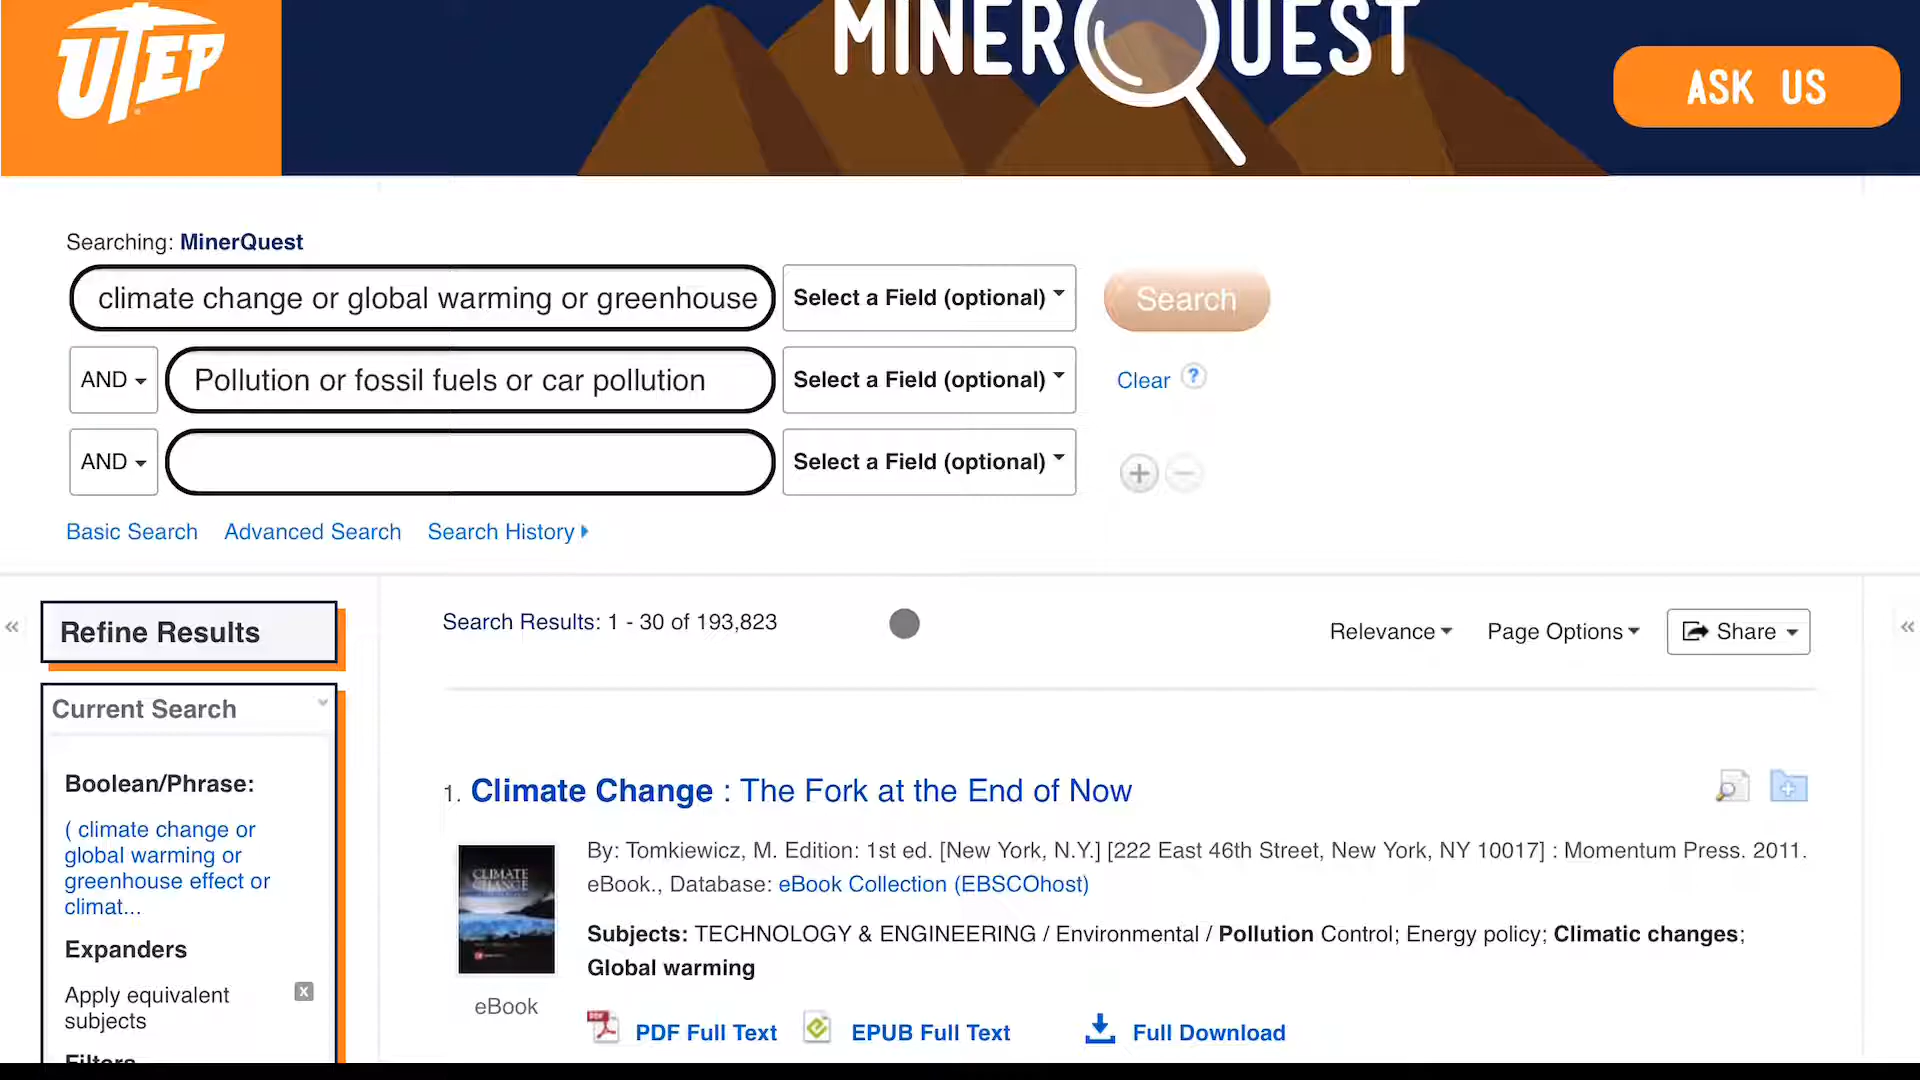 UTEP
MINERQUEST
ASK US
Searching: MinerQuest
climate change or global warming or greenhouse
Select a Field (optional)
Search
AND
Pollution or fossil fuels or car pollution
Select a Field (optional)
Clear ?
AND
Select a Field (optional)
Basic Search Advanced Search Search History
« Refine Results
Search Results: 1 - 30 of 193,823
Relevance Page Options Share «
Current Search
Boolean/Phrase:
( climate change or
global warming or
greenhouse effect or
climat...
Expanders
Apply equivalent
subjects
x
Filters
1. Climate Change : The Fork at the End of Now
CLIMATE
CHANGE
eBook
By: Tomkiewicz, M. Edition: 1st ed. [New York, N.Y.] [222 East 46th Street, New York, NY 10017] : Momentum Press. 2011.
eBook., Database: eBook Collection (EBSCOhost)
Subjects: TECHNOLOGY & ENGINEERING / Environmental / Pollution Control; Energy policy; Climatic changes;
Global warming
PDF Full Text EPUB Full Text Full Download